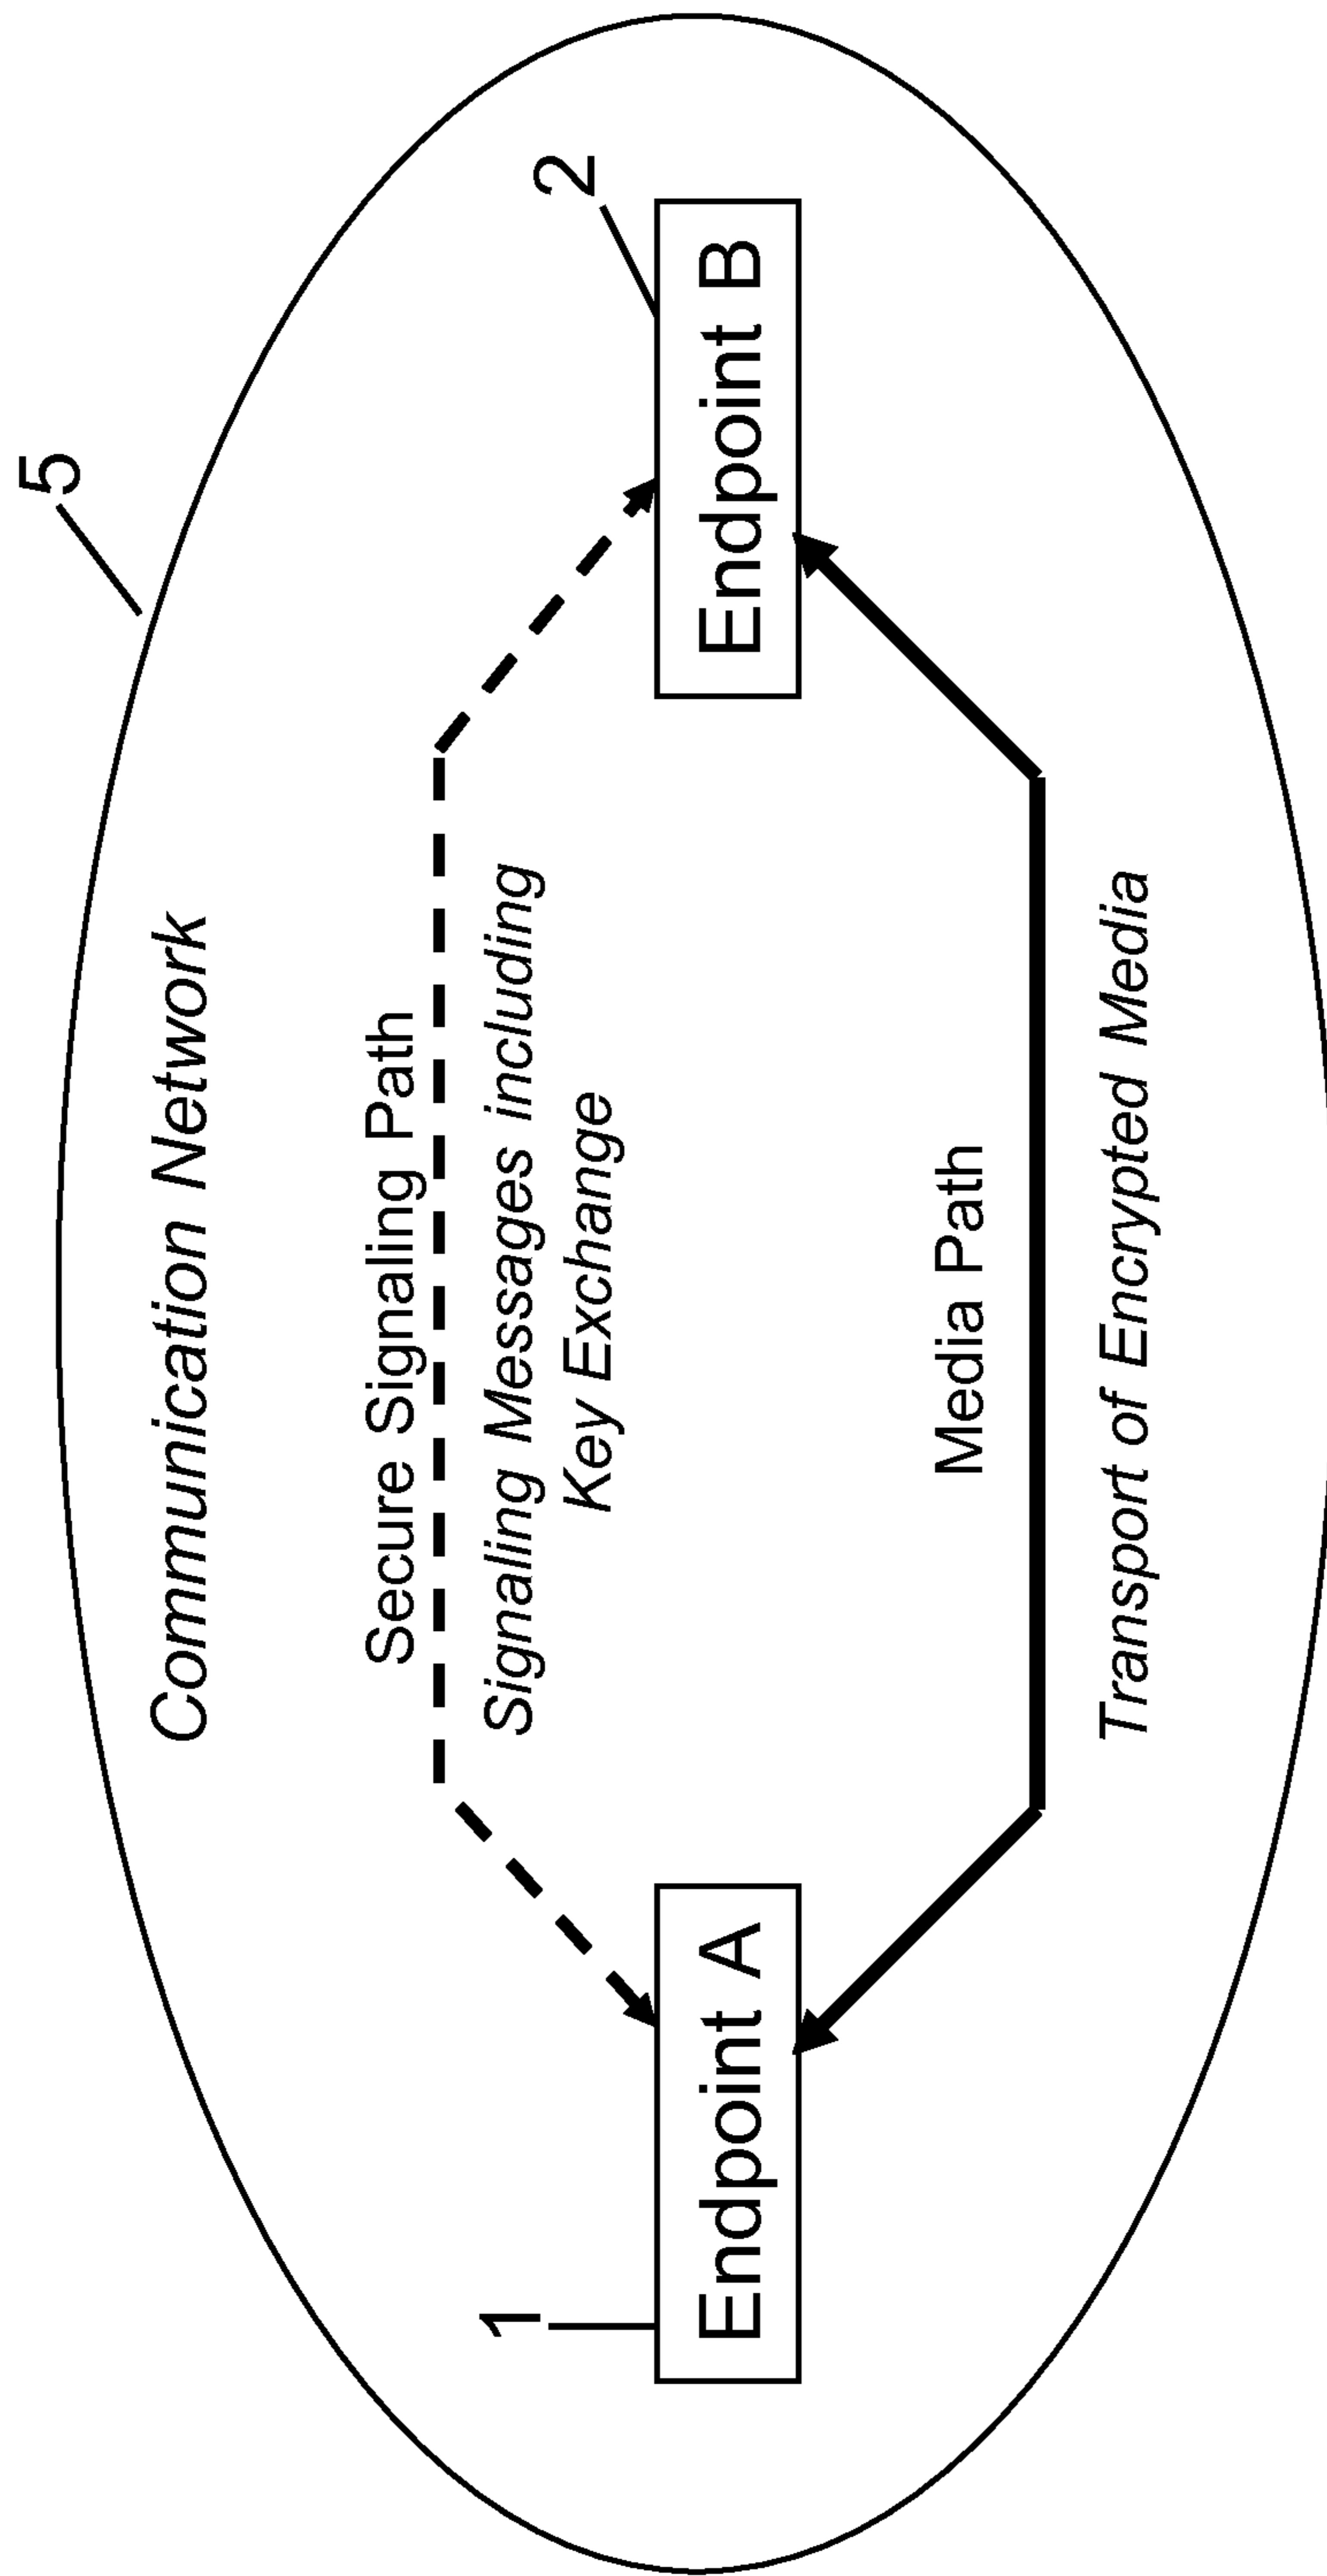 5
Communication Network
Secure Signaling Path
Signaling Messages including
Key Exchange
1
2
Endpoint A
Endpoint B
Media Path
Transport of Encrypted Media